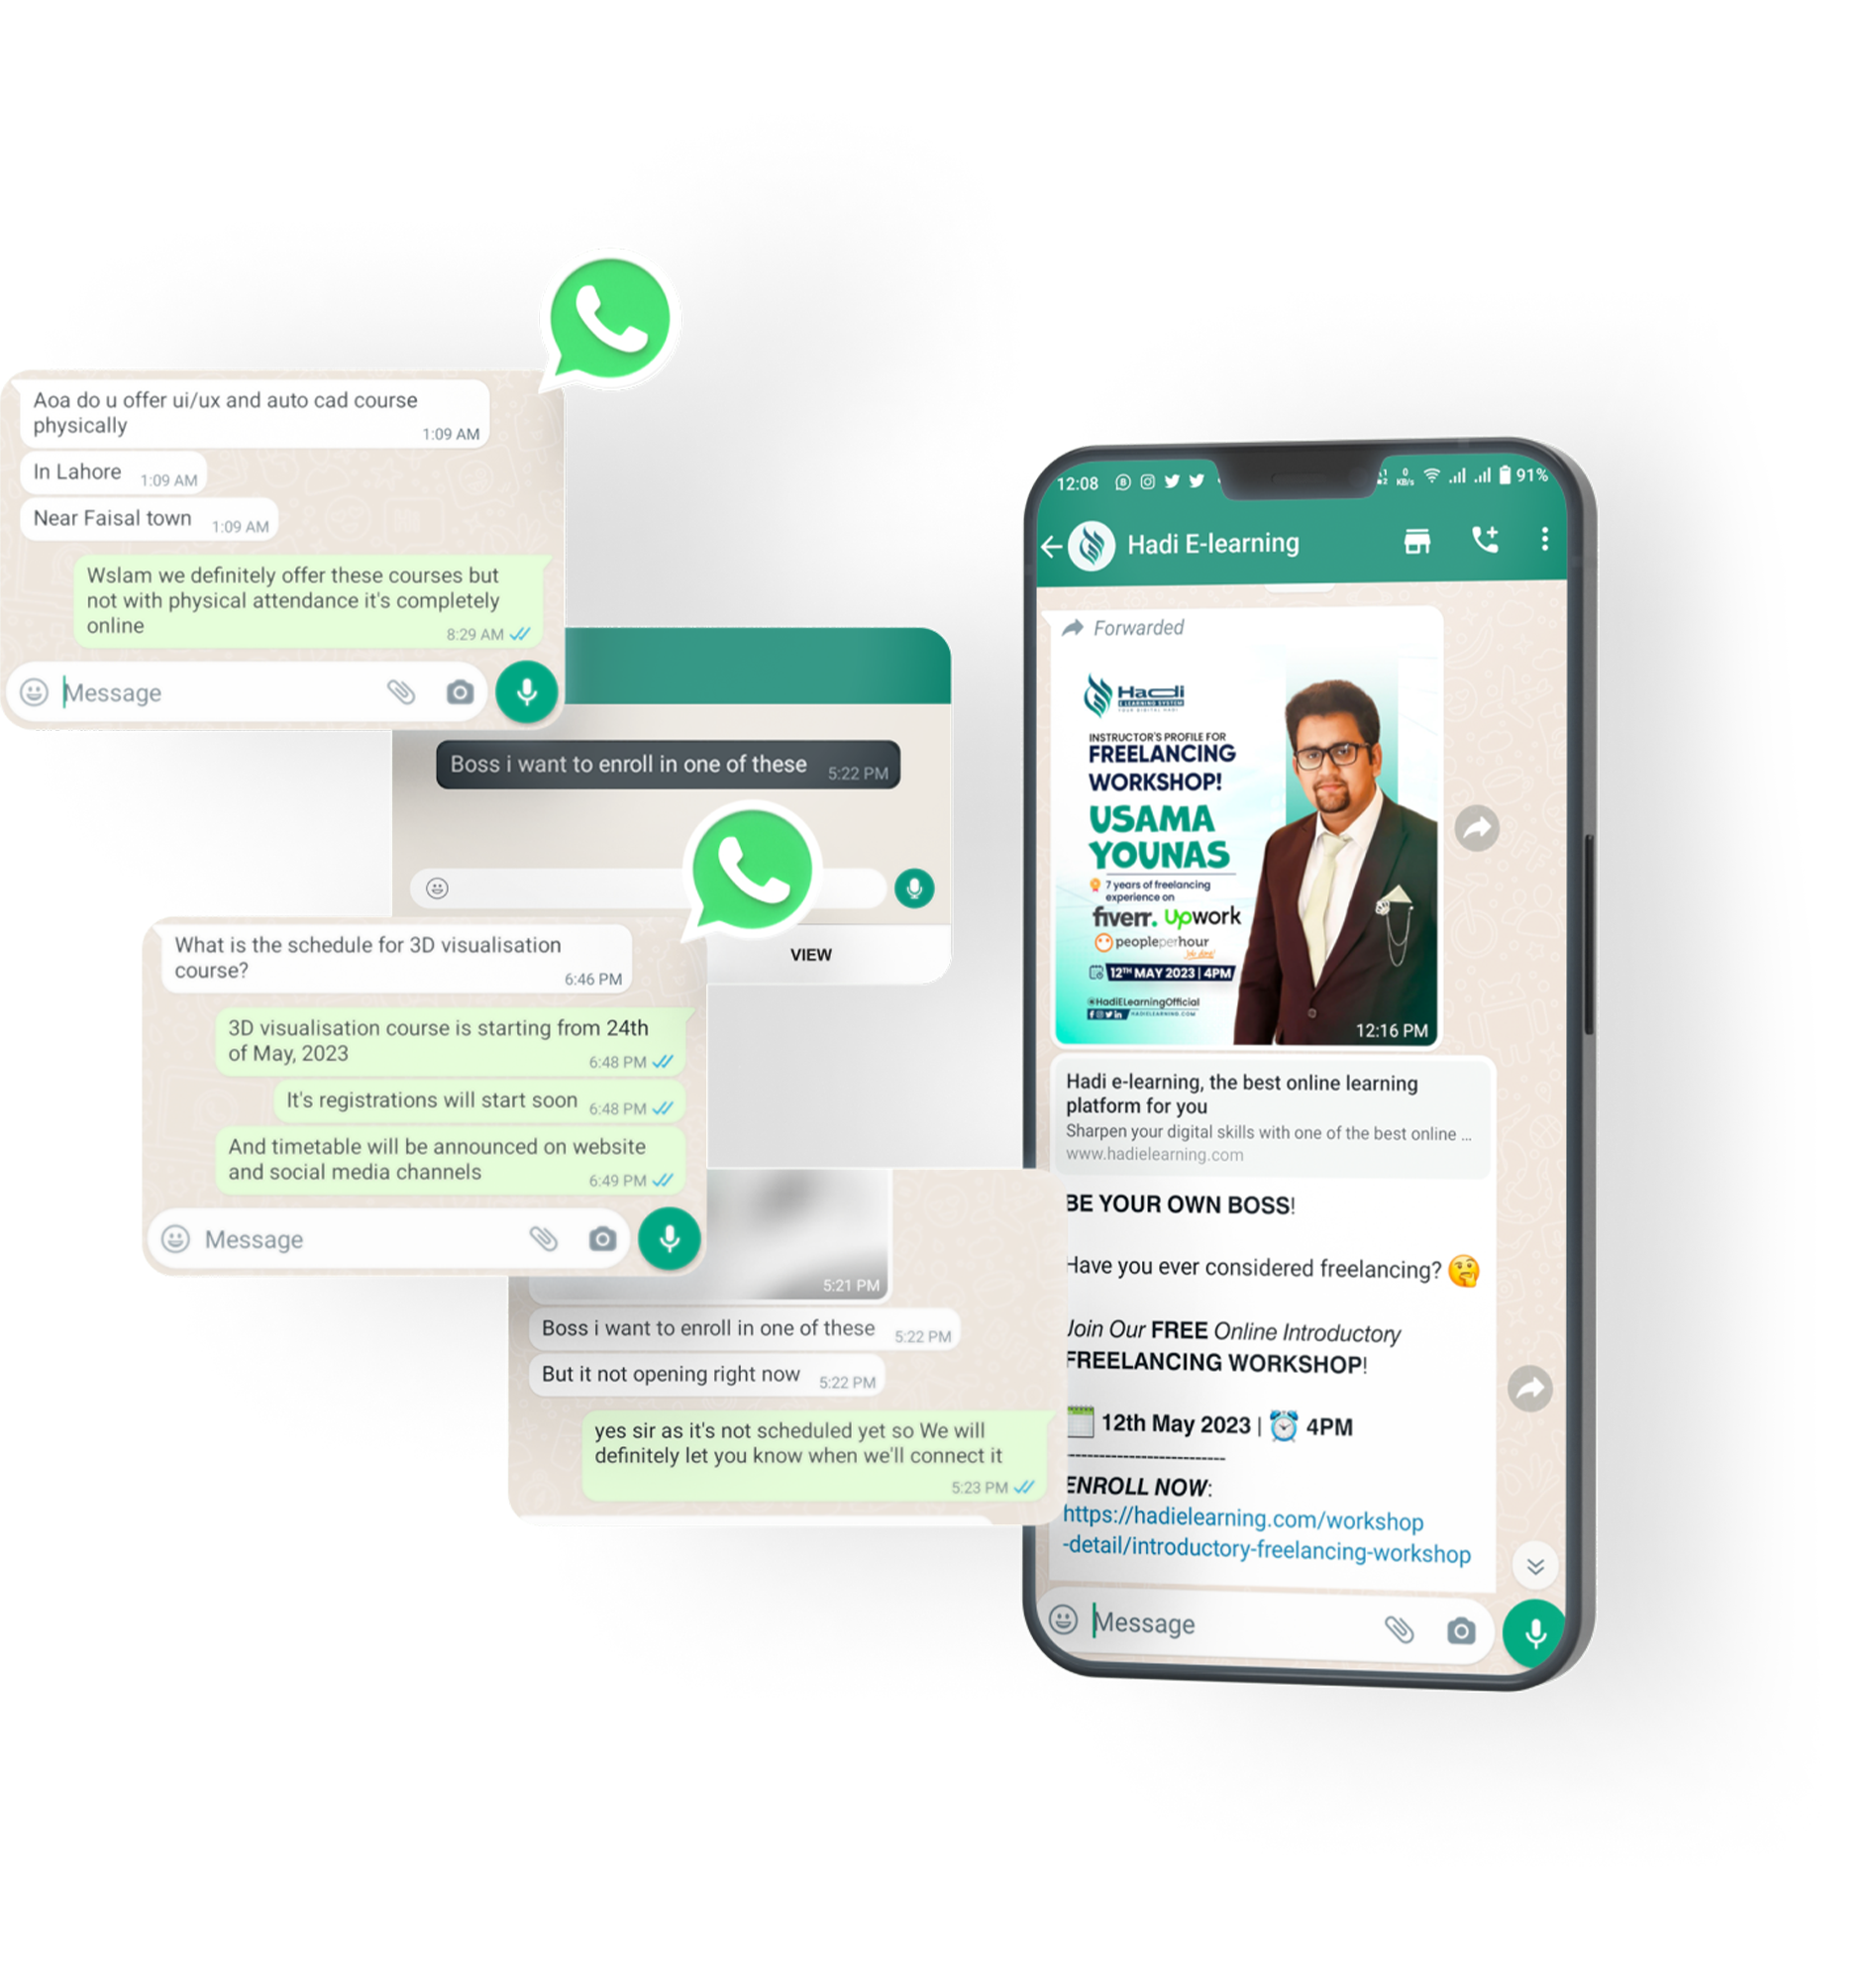 Aoa do u offer ui/ux and auto cad course
physically
1:09 AM
In Lahore 1:09 AM
Near Faisal town 1:09 AM
Wslam we definitely offer these courses but
not with physical attendance it's completely
online
8:29 AM
Message
Boss i want to enroll in one of these 5:22 PM
VIEW
What is the schedule for 3D visualisation
course?
6:46 PM
3D visualisation course is starting from 24th
of May, 2023
6:48 PM
It's registrations will start soon 6:48 PM
And timetable will be announced on website
and social media channels
6:49 PM
Message
5:21 PM
Boss i want to enroll in one of these 5:22 PM
But it not opening right now 5:22 PM
yes sir as it's not scheduled yet so We will
definitely let you know when we'll connect it
5:23 PM
12:08 0 KB/s 91%
Hadi E-learning
Forwarded
Hadi
E LEARNING SYSTEM
YOUR DIGITAL HADI
INSTRUCTOR'S PROFILE FOR
FREELANCING
WORKSHOP!
USAMA
YOUNAS
7 years of freelancing
experience on
fiverr. Upwork
peopleperhour
12TH MAY 2023 | 4PM
@HadiELearningOfficial
HADIELEARNING.COM
12:16 PM
Hadi e-learning, the best online learning
platform for you
Sharpen your digital skills with one of the best online ...
www.hadielearning.com
BE YOUR OWN BOSS!
Have you ever considered freelancing? 🤔
Join Our FREE Online Introductory
FREELANCING WORKSHOP!
12th May 2023 | ⏰ 4PM
---------------------------
ENROLL NOW:
https://hadielearning.com/workshop
-detail/introductory-freelancing-workshop
Message